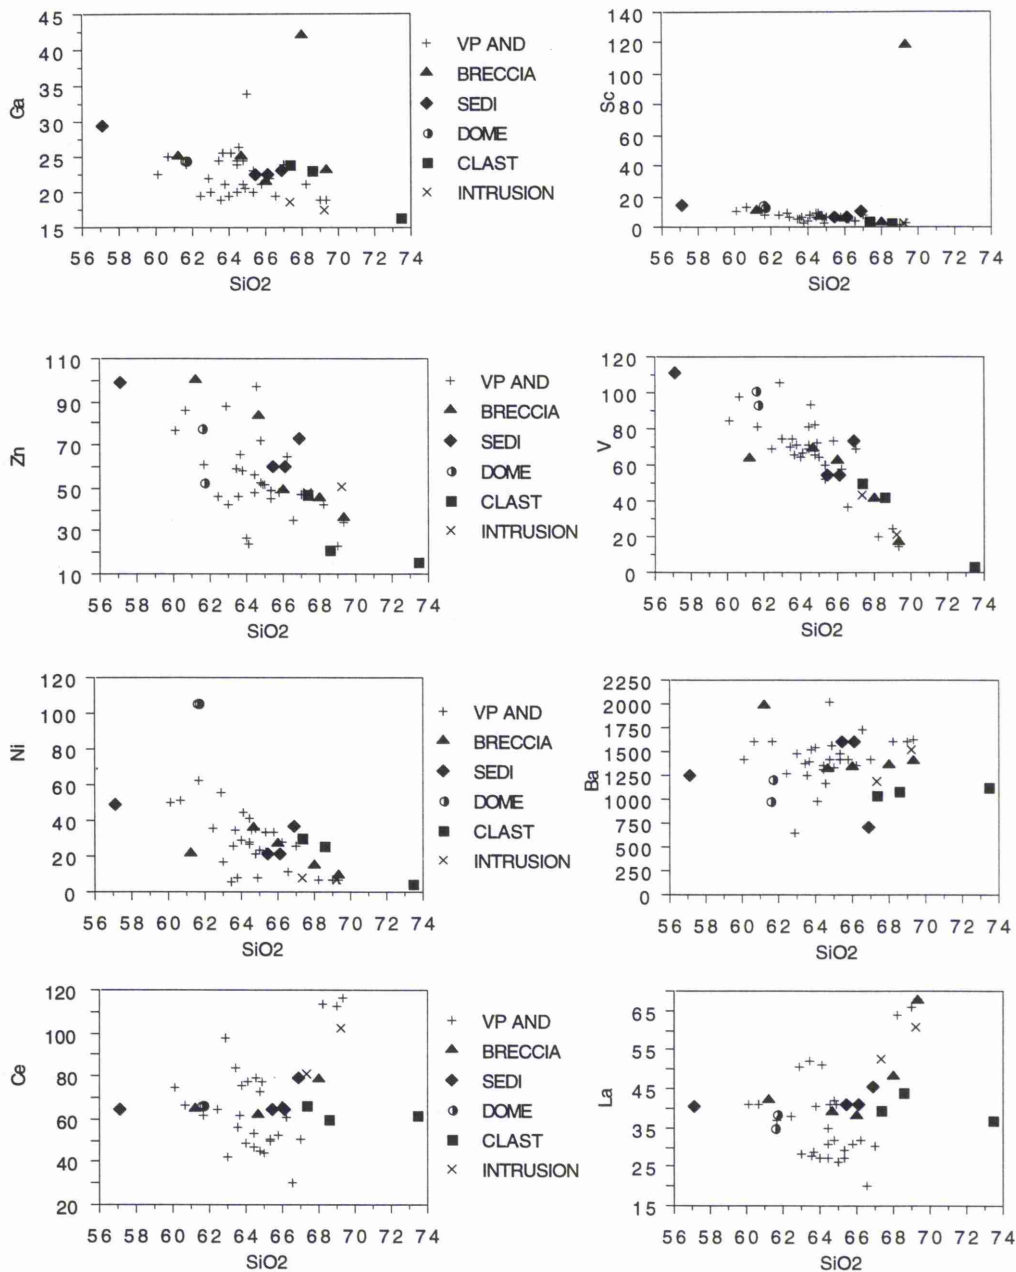 45
40
35
30
25
20
15
Ga
56 58 60 62 64 66 68 70 72 74
SiO2
+ VP AND
▲ BRECCIA
◆ SEDI
◑ DOME
■ CLAST
× INTRUSION
140
120
100
80
60
40
20
0
Sc
56 58 60 62 64 66 68 70 72 74
SiO2
110
90
70
50
30
10
Zn
56 58 60 62 64 66 68 70 72 74
SiO2
+ VP AND
▲ BRECCIA
◆ SEDI
◑ DOME
■ CLAST
× INTRUSION
120
100
80
60
40
20
0
V
56 58 60 62 64 66 68 70 72 74
SiO2
120
100
80
60
40
20
0
Ni
56 58 60 62 64 66 68 70 72 74
SiO2
+ VP AND
▲ BRECCIA
◆ SEDI
◑ DOME
■ CLAST
× INTRUSION
2250
2000
1750
1500
1250
1000
750
500
250
0
Ba
56 58 60 62 64 66 68 70 72 74
SiO2
120
100
80
60
40
20
Ce
56 58 60 62 64 66 68 70 72 74
SiO2
+ VP AND
▲ BRECCIA
◆ SEDI
◑ DOME
■ CLAST
× INTRUSION
65
55
45
35
25
15
La
56 58 60 62 64 66 68 70 72 74
SiO2